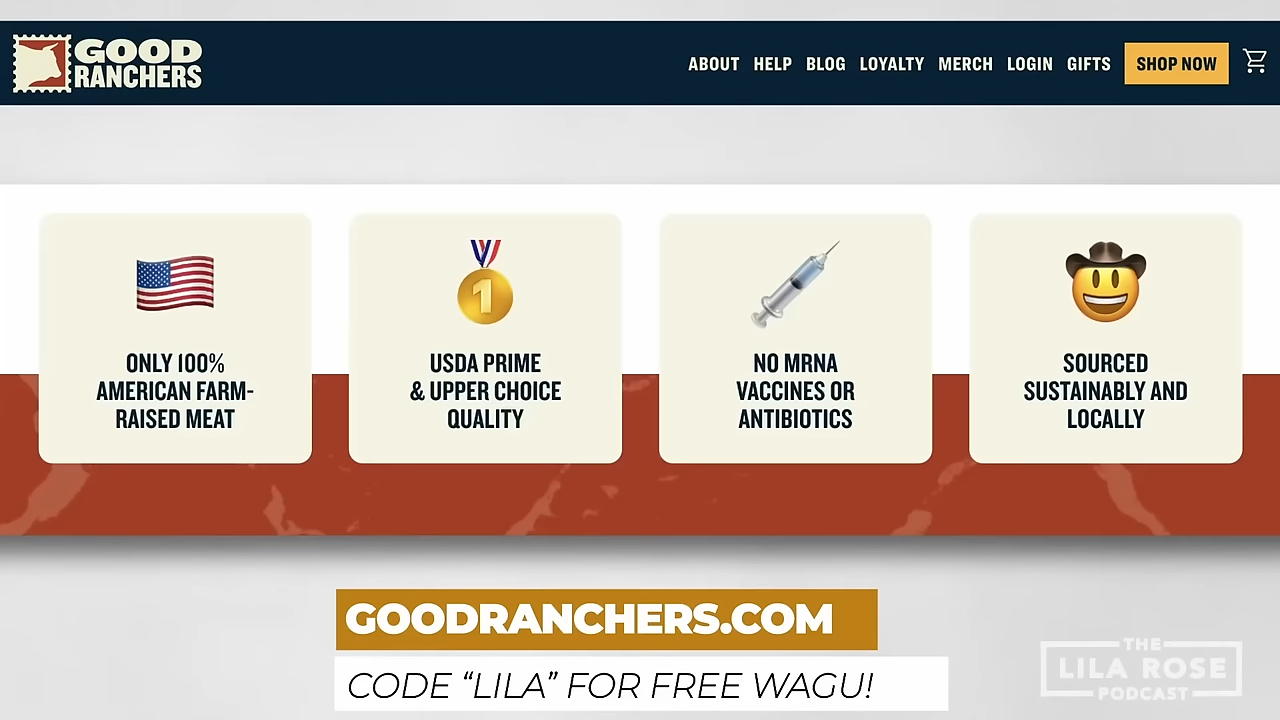 GOOD
RANCHERS
ABOUT HELP BLOG LOYALTY MERCH LOGIN GIFTS SHOP NOW
1
ONLY 100%
AMERICAN FARM-
RAISED MEAT
USDA PRIME
& UPPER CHOICE
QUALITY
NO MRNA
VACCINES OR
ANTIBIOTICS
SOURCED
SUSTAINABLY AND
LOCALLY
GOODRANCHERS.COM
CODE “LILA” FOR FREE WAGU!
THE
LILA ROSE
PODCAST